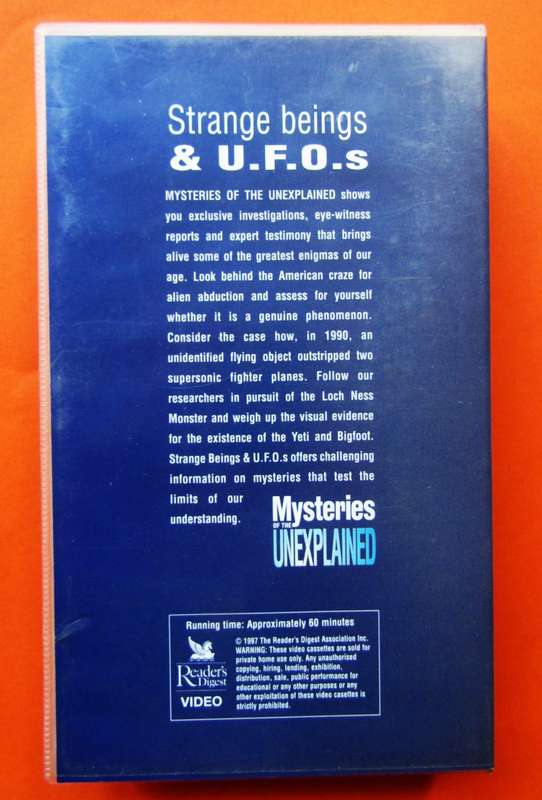 Strange beings
& U.F.O.s
MYSTERIES OF THE UNEXPLAINED shows
you exclusive investigations, eye-witness
reports and expert testimony that brings
alive some of the greatest enigmas of our
age. Look behind the American craze for
alien abduction and assess for yourself
whether it is a genuine phenomenon.
Consider the case how, in 1990, an
unidentified flying object outstripped two
supersonic fighter planes. Follow our
researchers in pursuit of the Loch Ness
Monster and weigh up the visual evidence
for the existence of the Yeti and Bigfoot.
Strange Beings & U.F.O.s offers challenging
information on mysteries that test the
limits of our
understanding.
Mysteries
OF THE
UNEXPLAINED
Running time: Approximately 60 minutes
Reader's
Digest
VIDEO
© 1997 The Reader's Digest Association Inc.
WARNING: These video cassettes are sold for
private home use only. Any unauthorised
copying, hiring, lending, exhibition,
distribution, sale, public performance for
educational or any other purposes or any
other exploitation of these video casettes is
strictly prohibited.